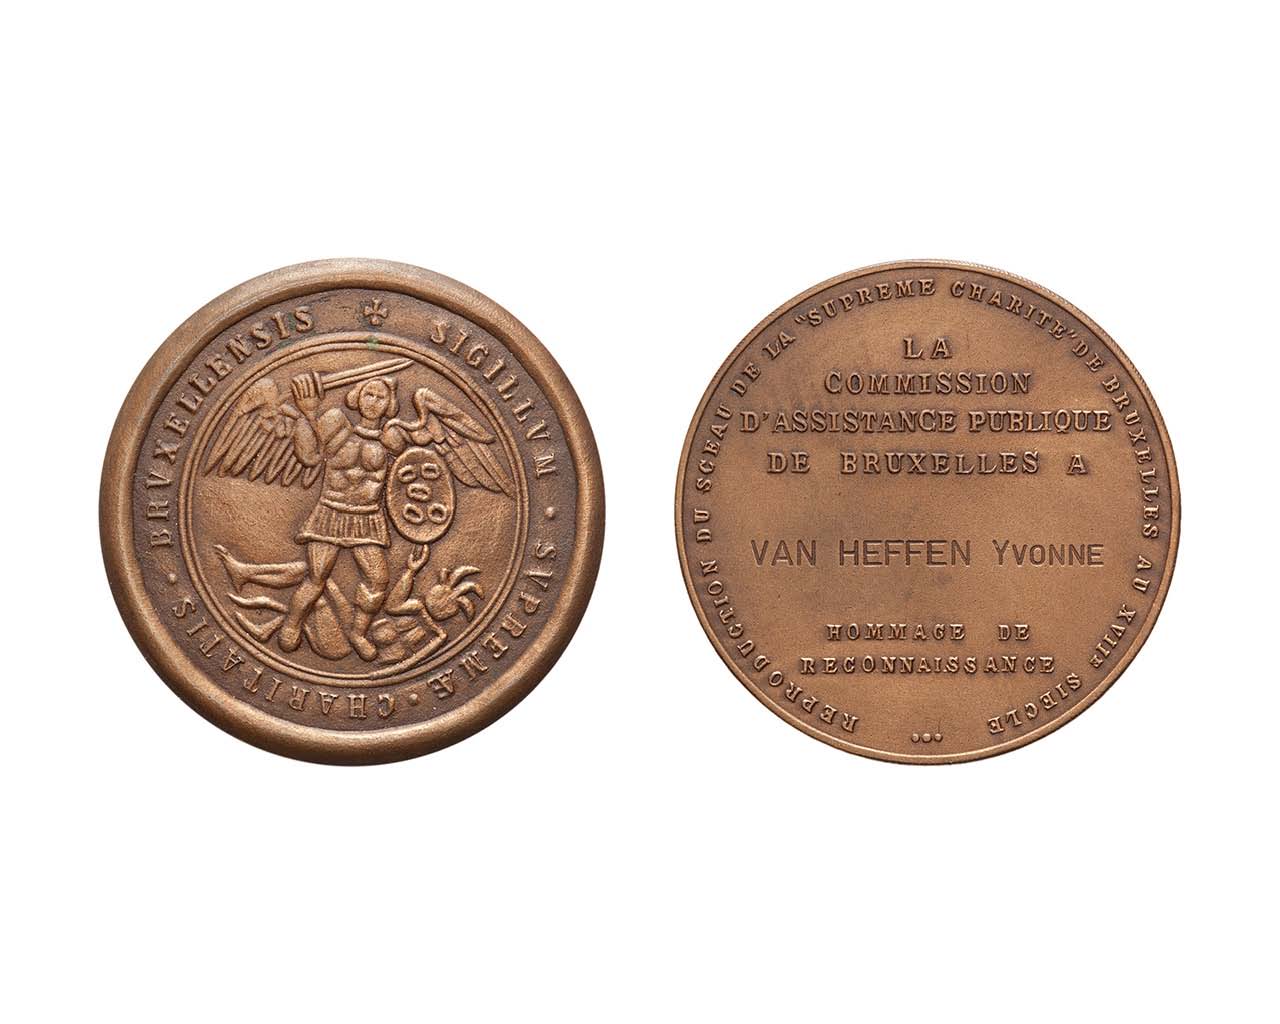 ✠ SIGILLVM · SVPREMÆ · CHARITATIS · BRVXELLENSIS
REPRODUCTION DU SCEAU DE LA "SUPREME CHARITE" DE BRUXELLES AU XVIIE SIECLE
LA
COMMISSION
D'ASSISTANCE PUBLIQUE
DE BRUXELLES A
VAN HEFFEN YVONNE
HOMMAGE DE
RECONNAISSANCE